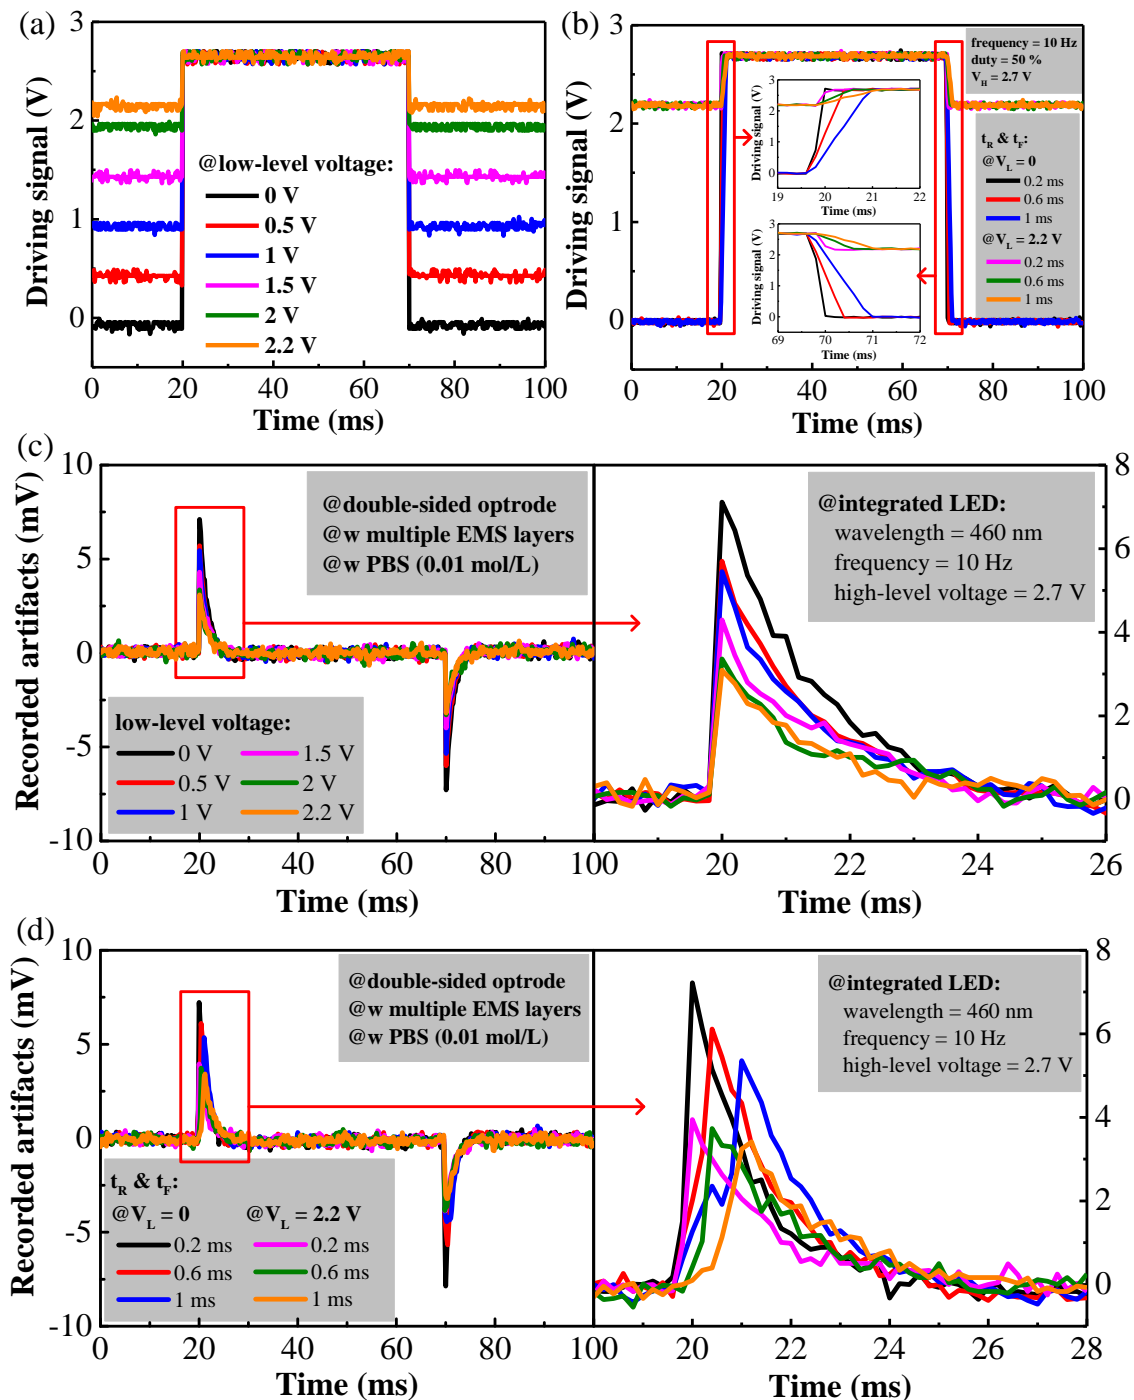 (a)
3
2
1
0
Driving signal (V)
@low-level voltage:
0 V
0.5 V
1 V
1.5 V
2 V
2.2 V
0 20 40 60 80 100
Time (ms)
(b)
3
2
1
0
Driving signal (V)
frequency = 10 Hz
duty = 50 %
V_H = 2.7 V
t_R & t_F:
@V_L = 0
0.2 ms
0.6 ms
1 ms
@V_L = 2.2 V
0.2 ms
0.6 ms
1 ms
3
2
1
0
Driving signal (V)
19 20 21 22
Time (ms)
3
2
1
0
Driving signal (V)
69 70 71 72
Time (ms)
0 20 40 60 80 100
Time (ms)
(c)
10
5
0
-5
-10
Recorded artifacts (mV)
@double-sided optrode
@w multiple EMS layers
@w PBS (0.01 mol/L)
low-level voltage:
0 V 1.5 V
0.5 V 2 V
1 V 2.2 V
0 20 40 60 80 100
Time (ms)
@integrated LED:
wavelength = 460 nm
frequency = 10 Hz
high-level voltage = 2.7 V
8
6
4
2
0
20 22 24 26
Time (ms)
(d)
10
5
0
-5
-10
Recorded artifacts (mV)
@double-sided optrode
@w multiple EMS layers
@w PBS (0.01 mol/L)
t_R & t_F:
@V_L = 0 @V_L = 2.2 V
0.2 ms 0.2 ms
0.6 ms 0.6 ms
1 ms 1 ms
0 20 40 60 80 100
Time (ms)
@integrated LED:
wavelength = 460 nm
frequency = 10 Hz
high-level voltage = 2.7 V
8
6
4
2
0
20 22 24 26 28
Time (ms)